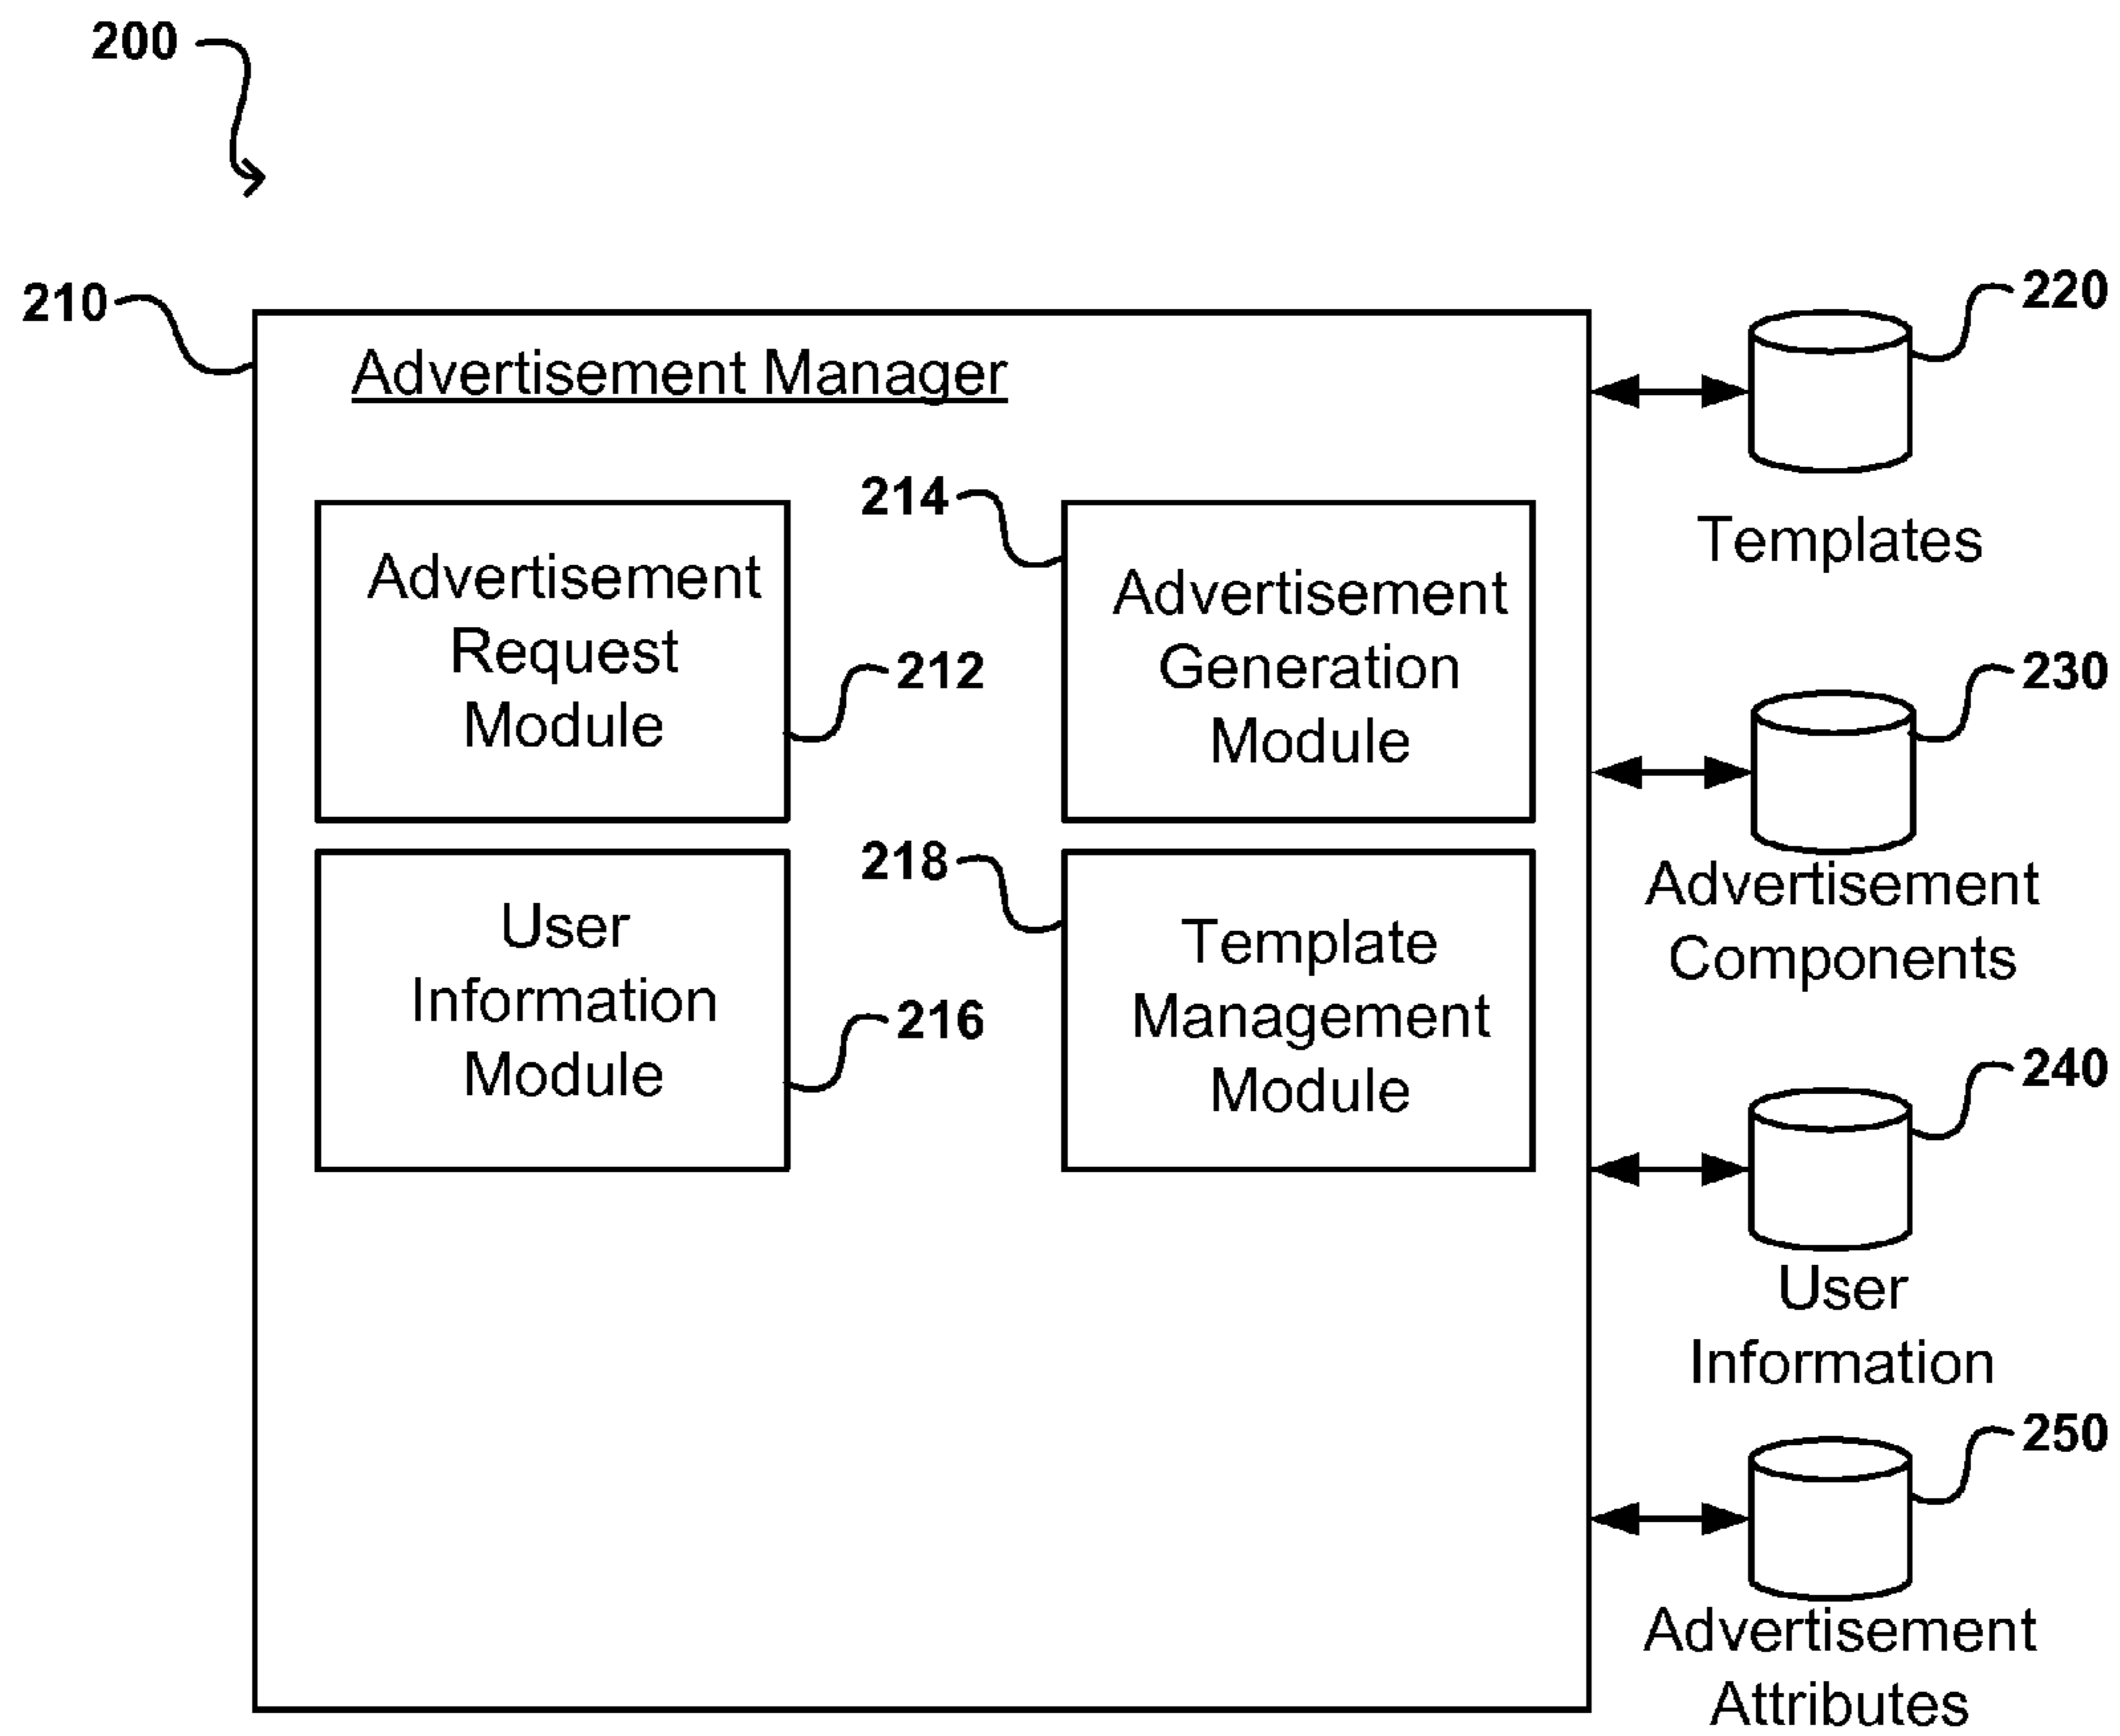 200
210
Advertisement Manager
Advertisement
Request
Module
212
214
Advertisement
Generation
Module
User
Information
Module
216
218
Template
Management
Module
220
Templates
230
Advertisement
Components
240
User
Information
250
Advertisement
Attributes